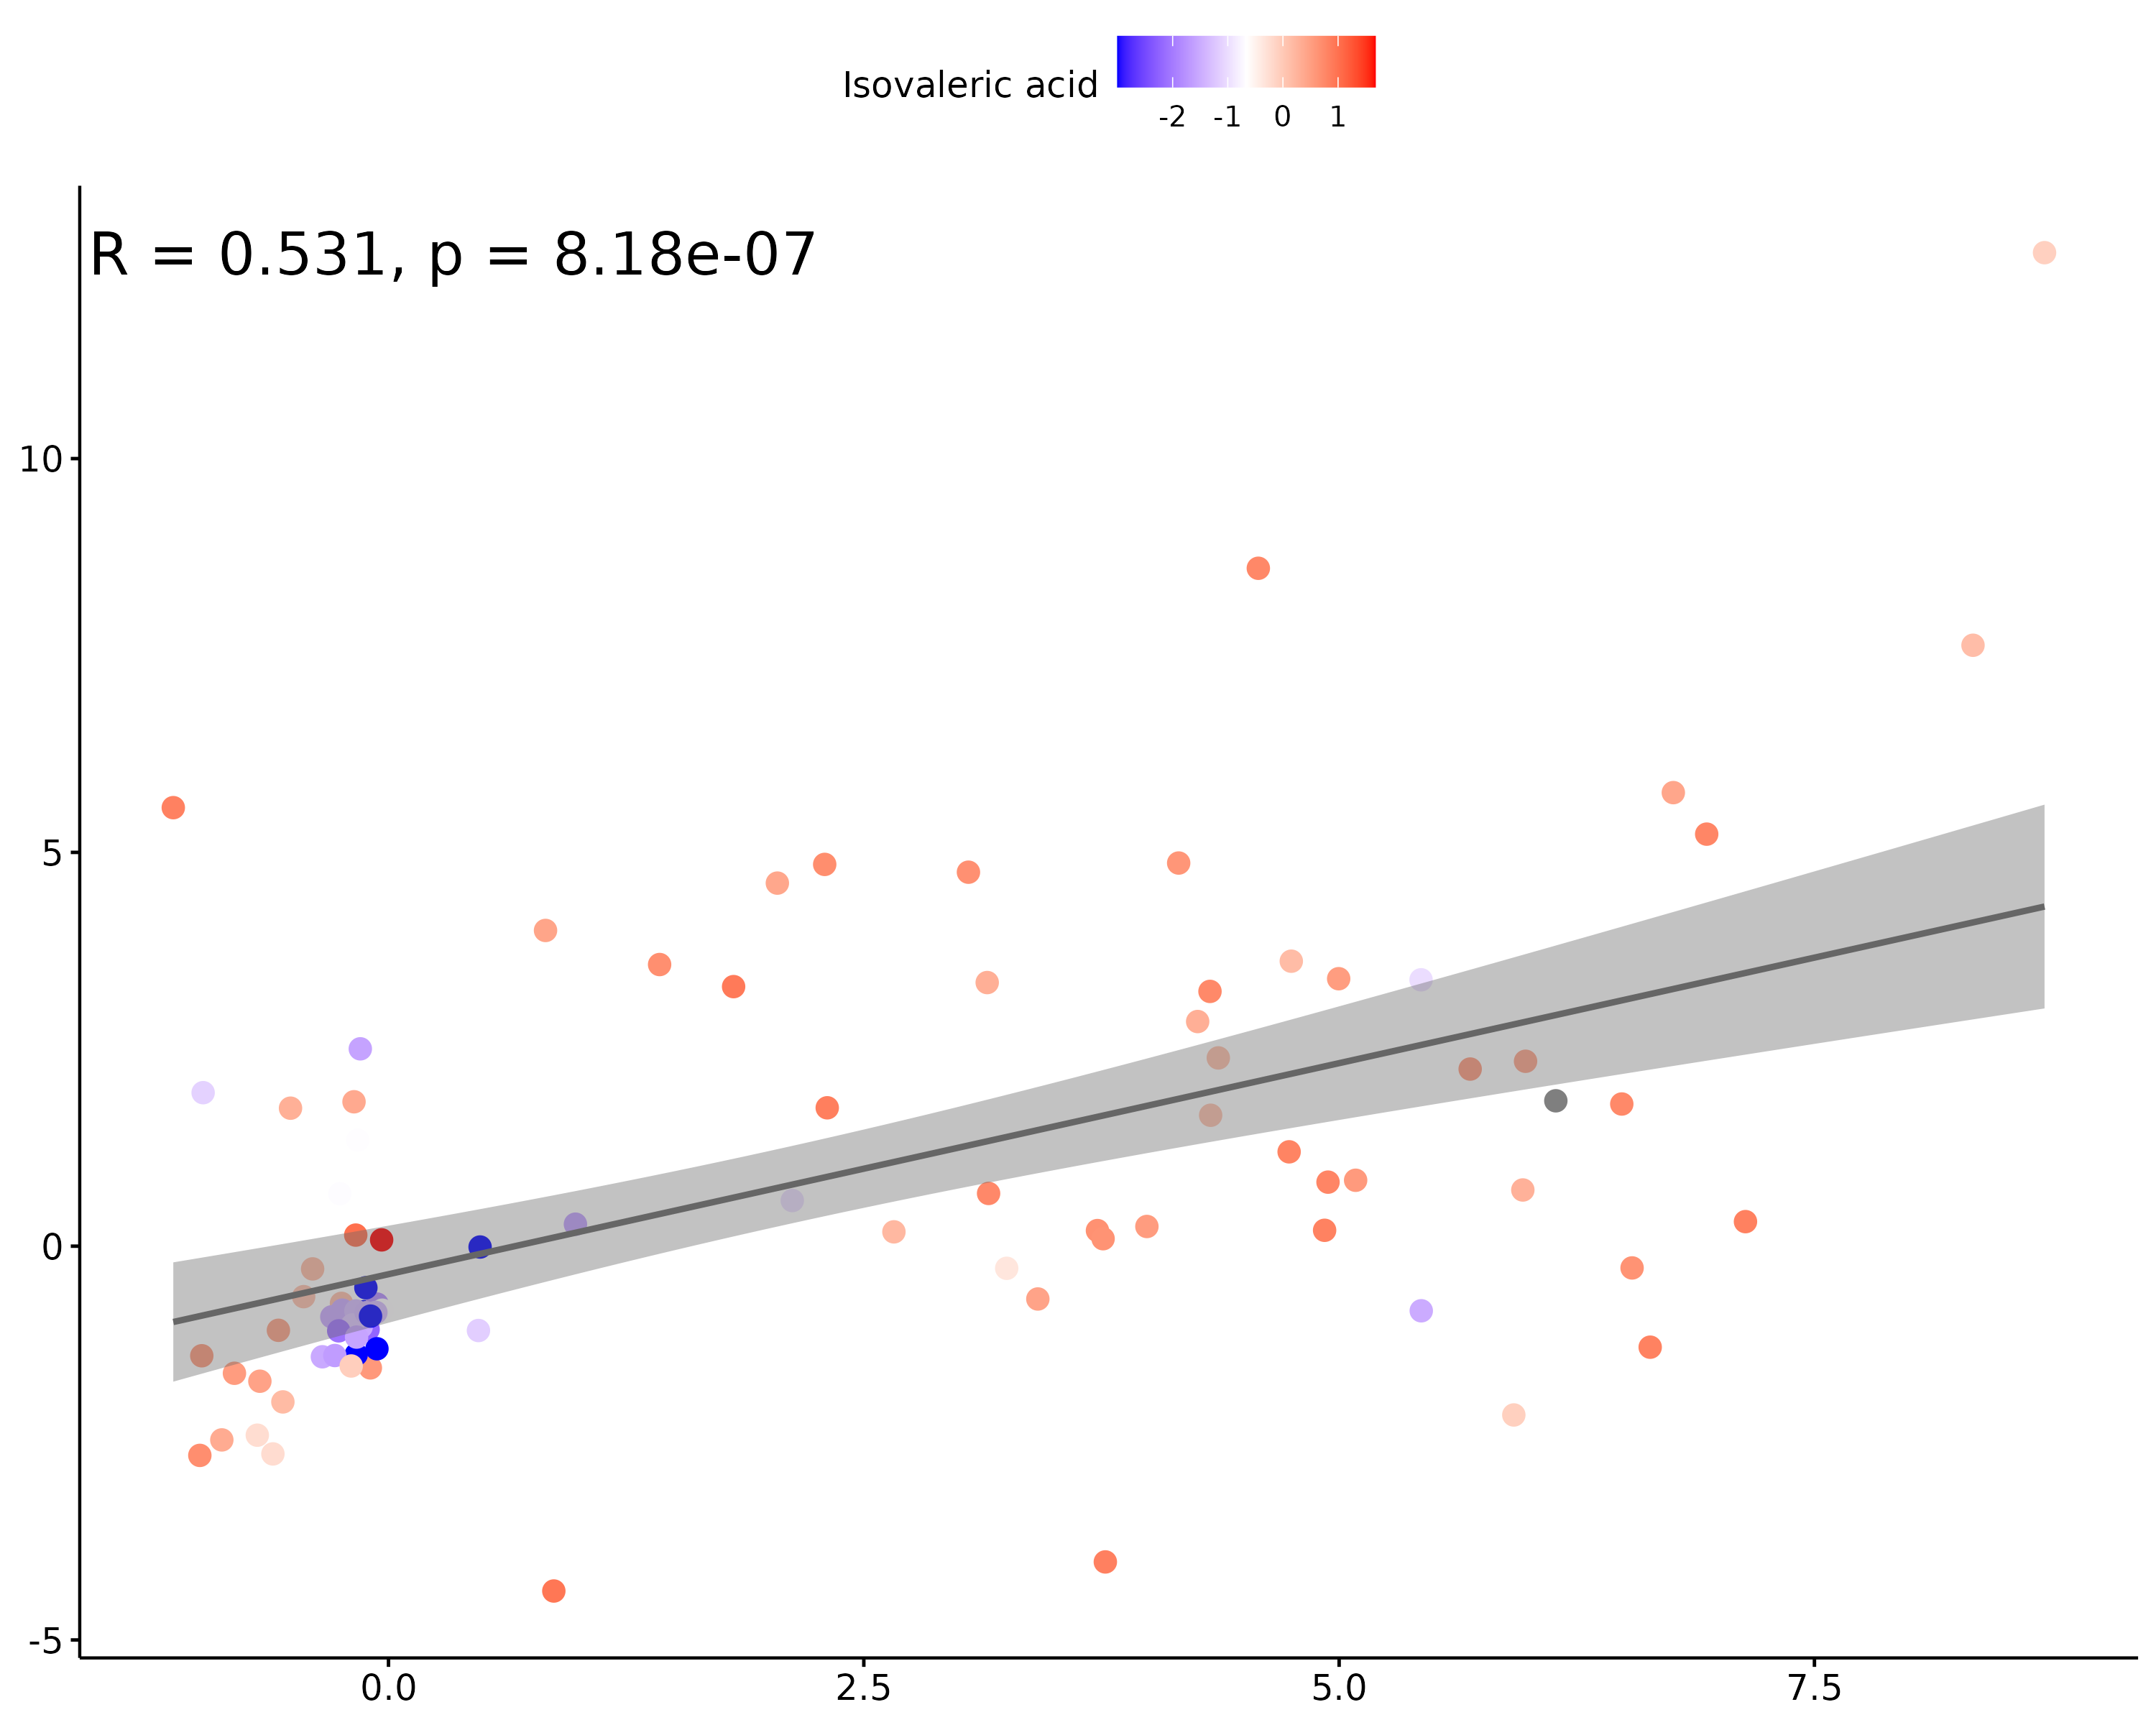 Isovaleric acid
-2 -1 0 1
R = 0.531, p = 8.18e-07
10
5
0
-5
0.0 2.5 5.0 7.5